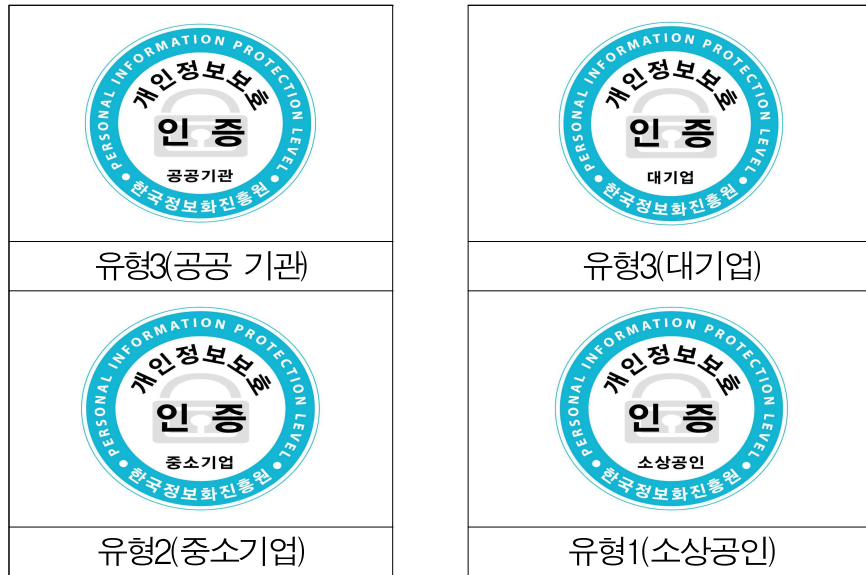 PERSONAL INFORMATION PROTECTION LEVEL
개인정보보호
인 증
공공기관
한국정보화진흥원
유형3(공공 기관)
PERSONAL INFORMATION PROTECTION LEVEL
개인정보보호
인 증
대기업
한국정보화진흥원
유형3(대기업)
PERSONAL INFORMATION PROTECTION LEVEL
개인정보보호
인 증
중소기업
한국정보화진흥원
유형2(중소기업)
PERSONAL INFORMATION PROTECTION LEVEL
개인정보보호
인 증
소상공인
한국정보화진흥원
유형1(소상공인)